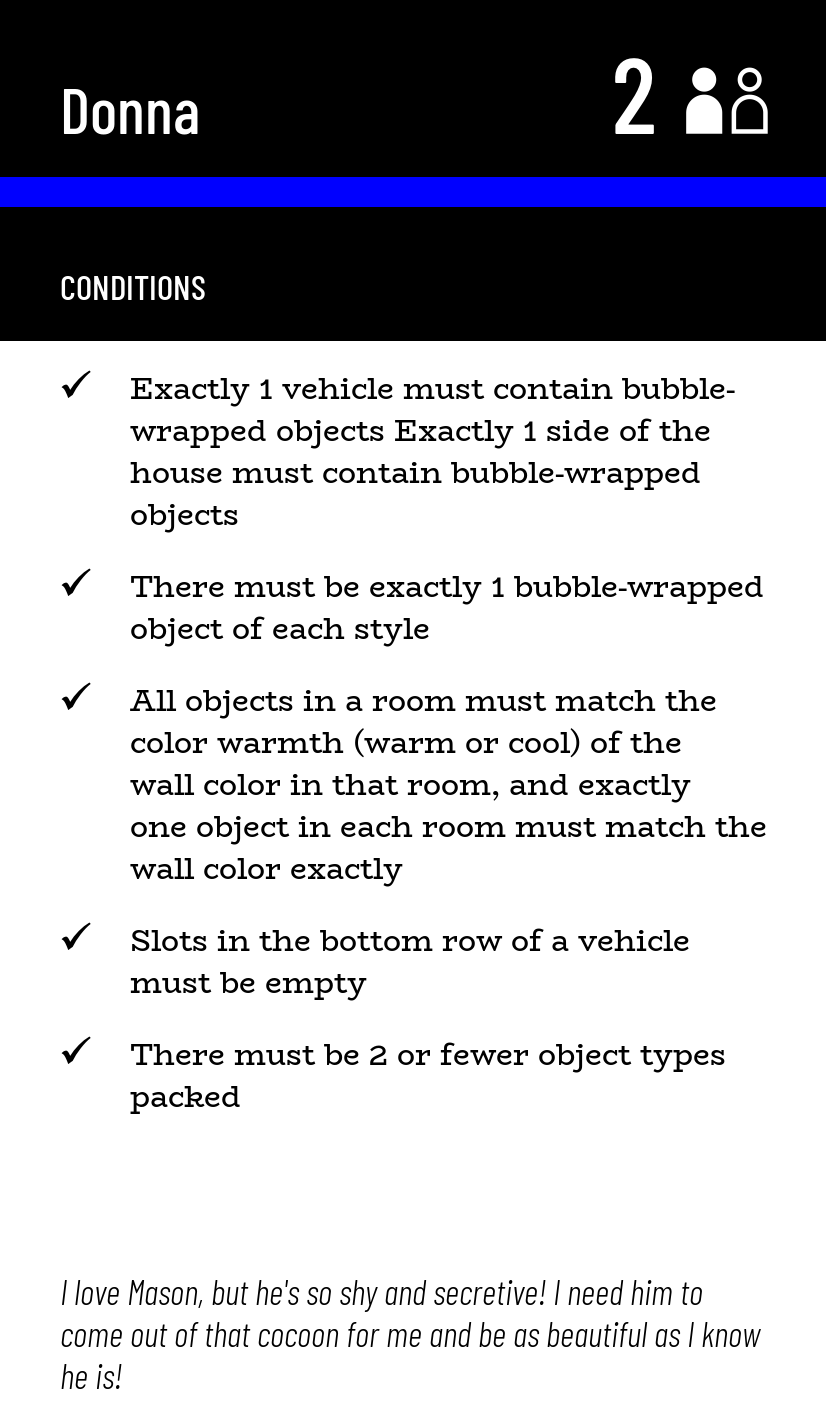 Donna
2
CONDITIONS
✓ Exactly 1 vehicle must contain bubble-
wrapped objects Exactly 1 side of the
house must contain bubble-wrapped
objects
✓ There must be exactly 1 bubble-wrapped
object of each style
✓ All objects in a room must match the
color warmth (warm or cool) of the
wall color in that room, and exactly
one object in each room must match the
wall color exactly
✓ Slots in the bottom row of a vehicle
must be empty
✓ There must be 2 or fewer object types
packed
I love Mason, but he's so shy and secretive! I need him to
come out of that cocoon for me and be as beautiful as I know
he is!